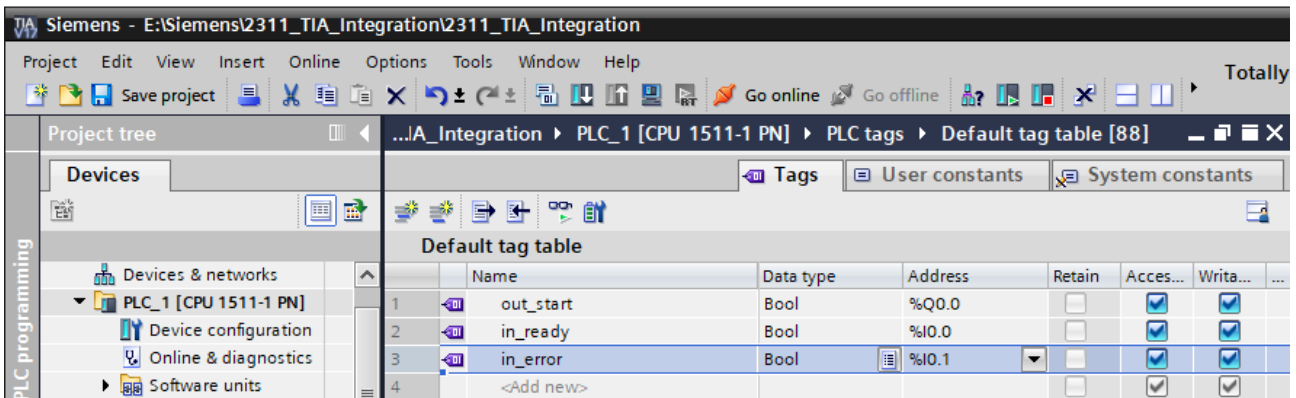 TIA V17 Siemens - E:\Siemens\2311_TIA_Integration\2311_TIA_Integration
Project Edit View Insert Online Options Tools Window Help
Totally
Save project Go online Go offline
Project tree
...IA_Integration ▸ PLC_1 [CPU 1511-1 PN] ▸ PLC tags ▸ Default tag table [88]
Devices
Tags User constants System constants
Default tag table
PLC programming
Devices & networks
PLC_1 [CPU 1511-1 PN]
Device configuration
Online & diagnostics
Software units
Name Data type Address Retain Acces... Writa... ...
1 out_start Bool %Q0.0
2 in_ready Bool %I0.0
3 in_error Bool %I0.1
4 <Add new>